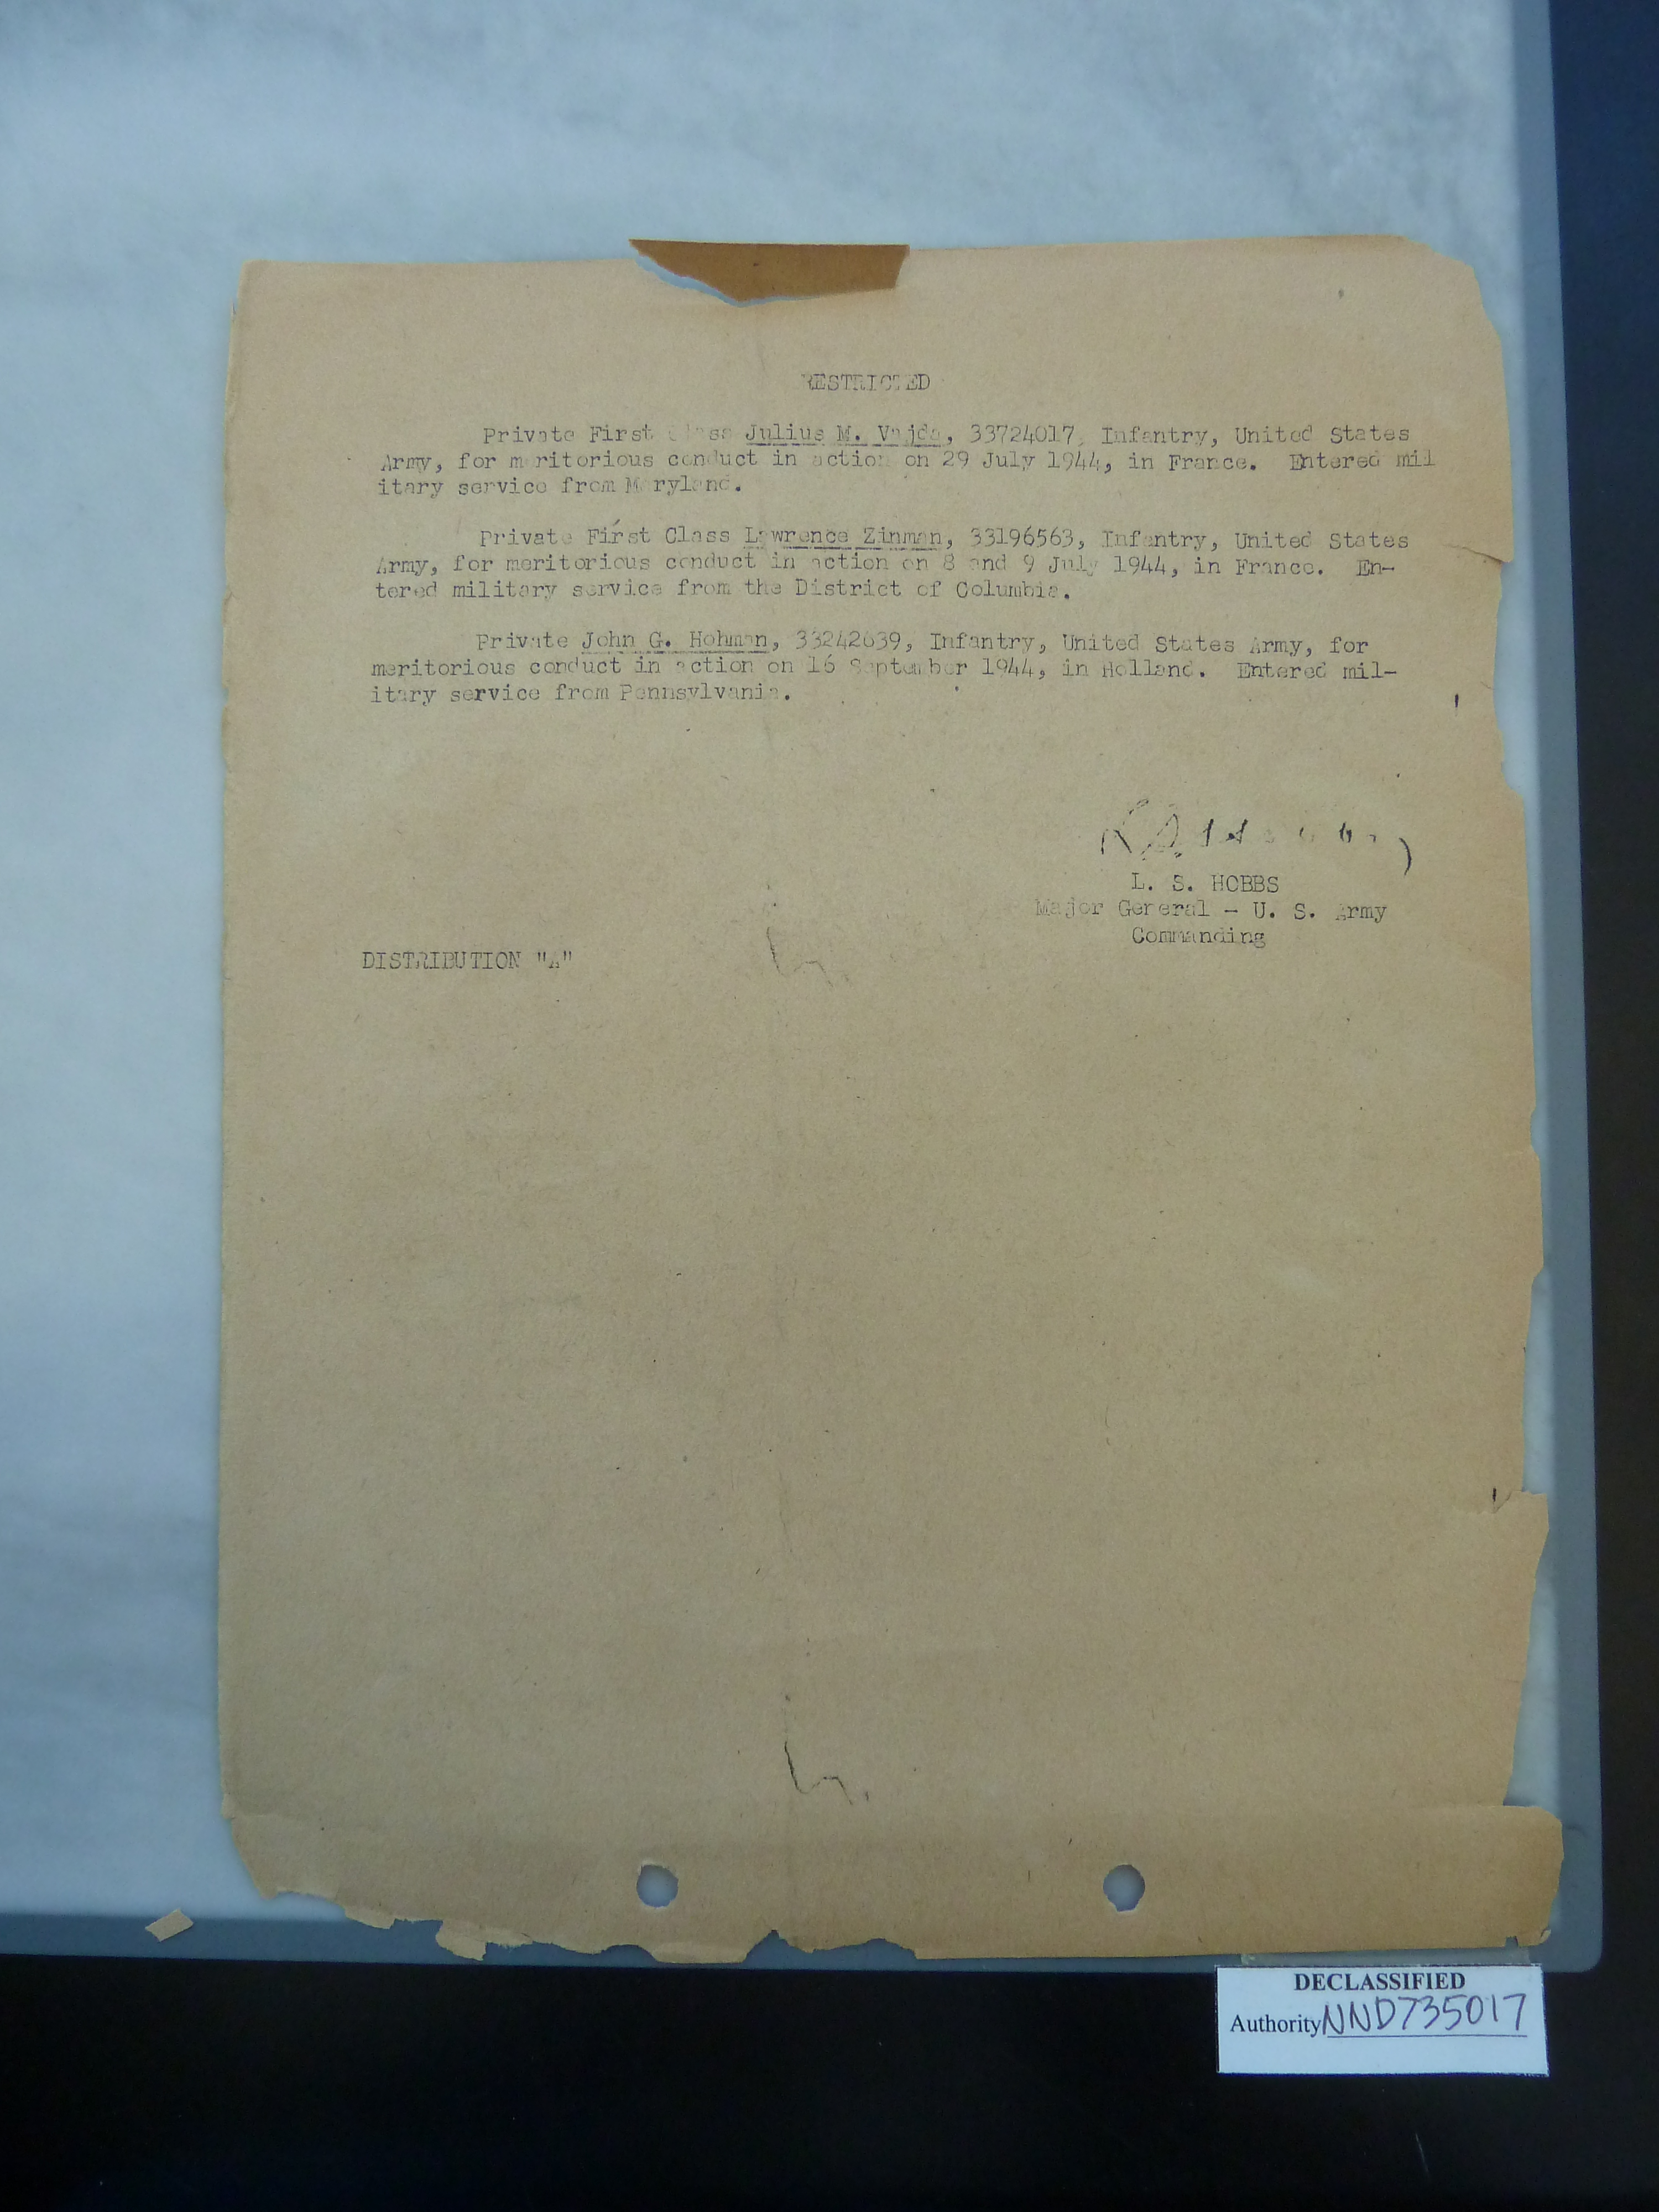 RESTRICTED
Private First Class Julius M. Vajda, 33724017, Infantry, United States
Army, for meritorious conduct in action on 29 July 1944, in France. Entered mil
itary service from Maryland.
Private First Class Lawrence Zinman, 33196563, Infantry, United States
Army, for meritorious conduct in action on 8 and 9 July 1944, in France. En-
tered military service from the District of Columbia.
Private John G. Hohman, 33242639, Infantry, United States Army, for
meritorious conduct in action on 16 September 1944, in Holland. Entered mil-
itary service from Pennsylvania.
L. S. HOBBS
Major General - U. S. Army
Commanding
DISTRIBUTION "A"
DECLASSIFIED
Authority NND735017